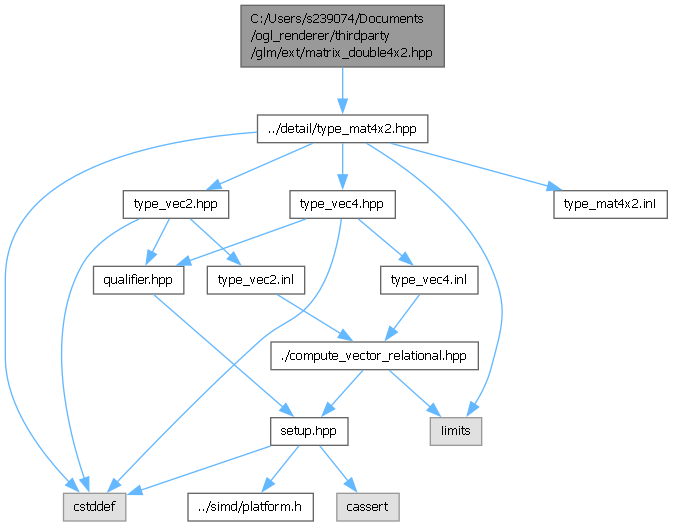 C:/Users/s239074/Documents
/ogl_renderer/thirdparty
/glm/ext/matrix_double4x2.hpp
../detail/type_mat4x2.hpp
type_vec2.hpp
type_vec4.hpp
type_mat4x2.inl
qualifier.hpp
type_vec2.inl
type_vec4.inl
./compute_vector_relational.hpp
setup.hpp
limits
cstddef
../simd/platform.h
cassert